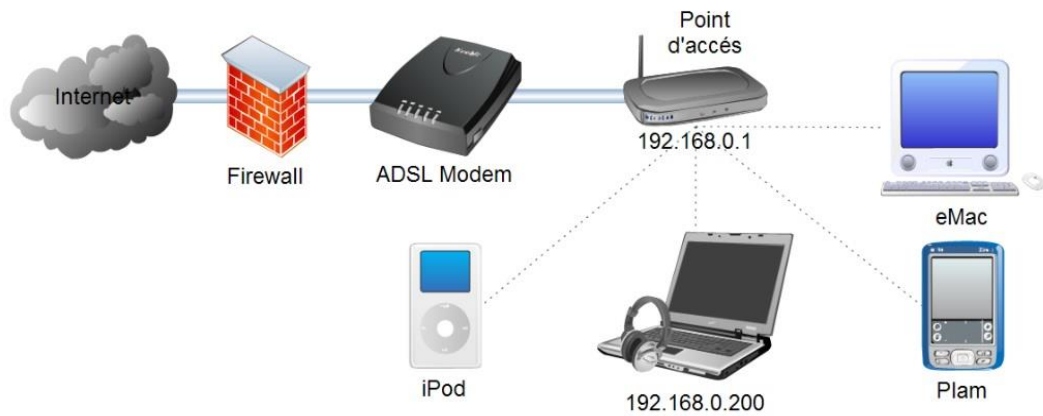 Point
d'accés
Internet
Firewall
ADSL Modem
192.168.0.1
eMac
iPod
192.168.0.200
Plam